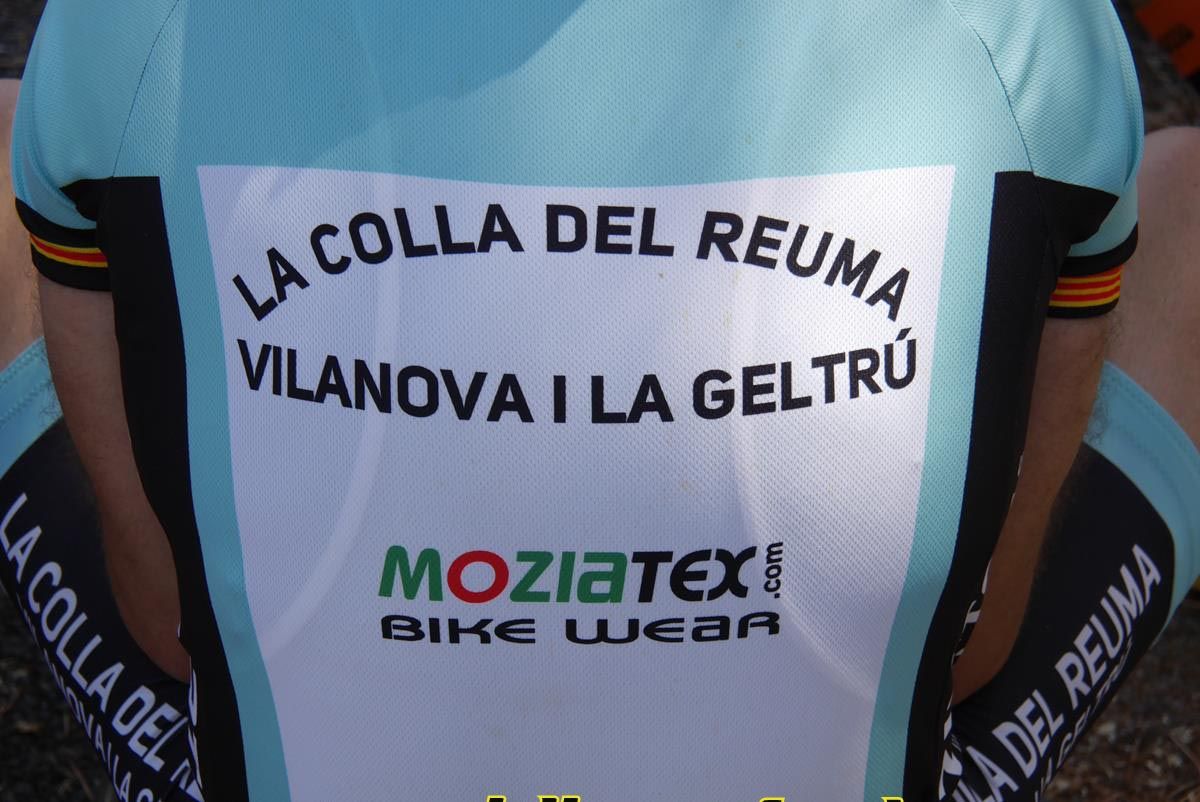 LA COLLA DEL REUMA
VILANOVA I LA GELTRÚ
MOZIATEX.com
BIKE WEAR
LA COLLA DEL
DEL REUMA